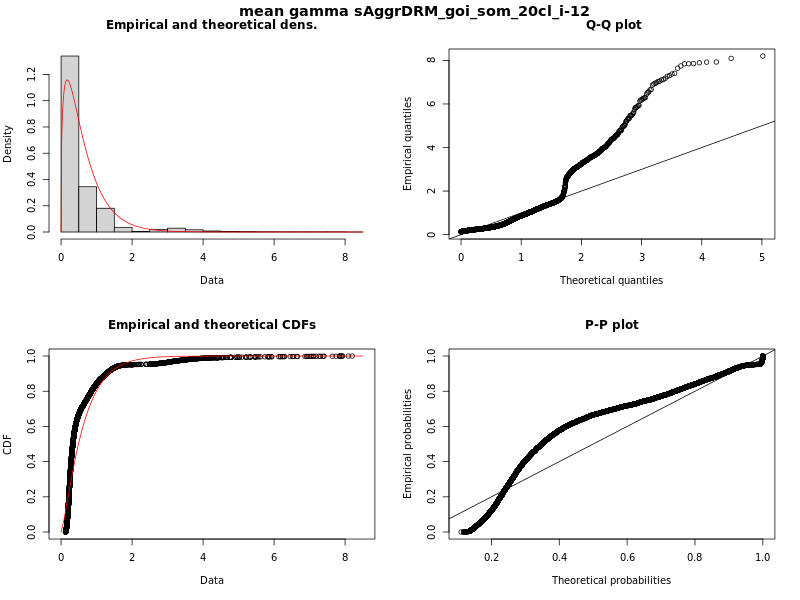 mean gamma sAggrDRM_goi_som_20cl_i-12
Empirical and theoretical dens.
Density
0.0 0.2 0.4 0.6 0.8 1.0 1.2
0 2 4 6 8
Data
Q-Q plot
Empirical quantiles
0 2 4 6 8
0 1 2 3 4 5
Theoretical quantiles
Empirical and theoretical CDFs
CDF
0.0 0.2 0.4 0.6 0.8 1.0
0 2 4 6 8
Data
P-P plot
Empirical probabilities
0.0 0.2 0.4 0.6 0.8 1.0
0.2 0.4 0.6 0.8 1.0
Theoretical probabilities